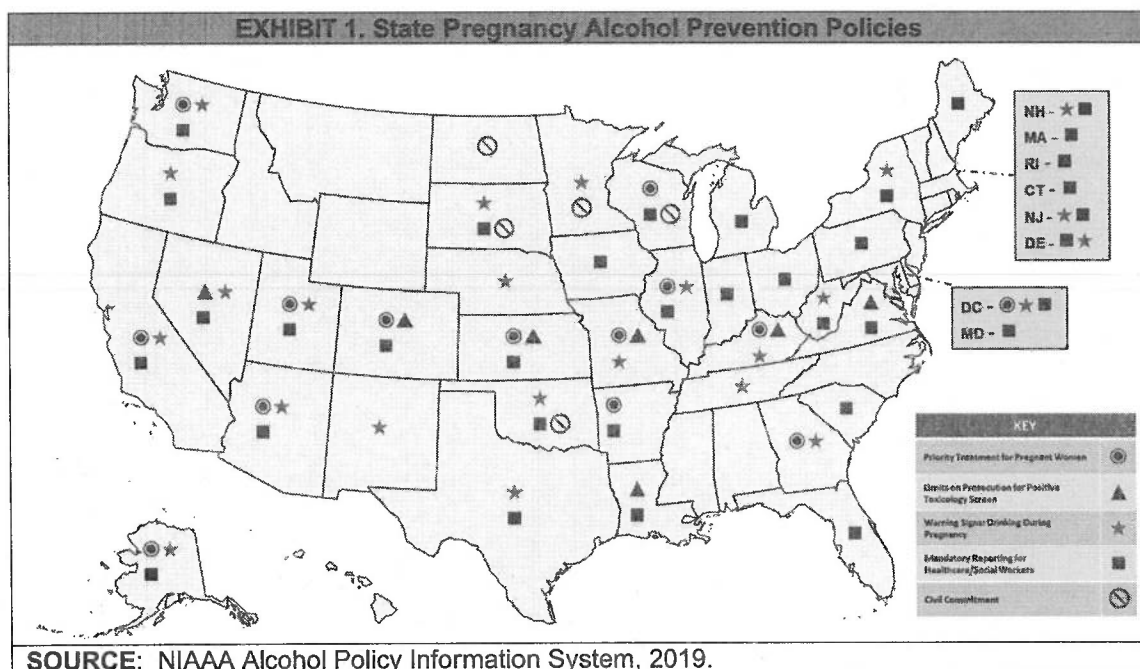 EXHIBIT 1. State Pregnancy Alcohol Prevention Policies
NH -
MA -
RI -
CT -
NJ -
DE -
DC -
MD -
KEY
Priority Treatment for Pregnant Women
Limits on Prosecution for Positive
Toxicology Screen
Warning Signs: Drinking During
Pregnancy
Mandatory Reporting for
Healthcare/Social Workers
Civil Commitment
SOURCE: NIAAA Alcohol Policy Information System, 2019.